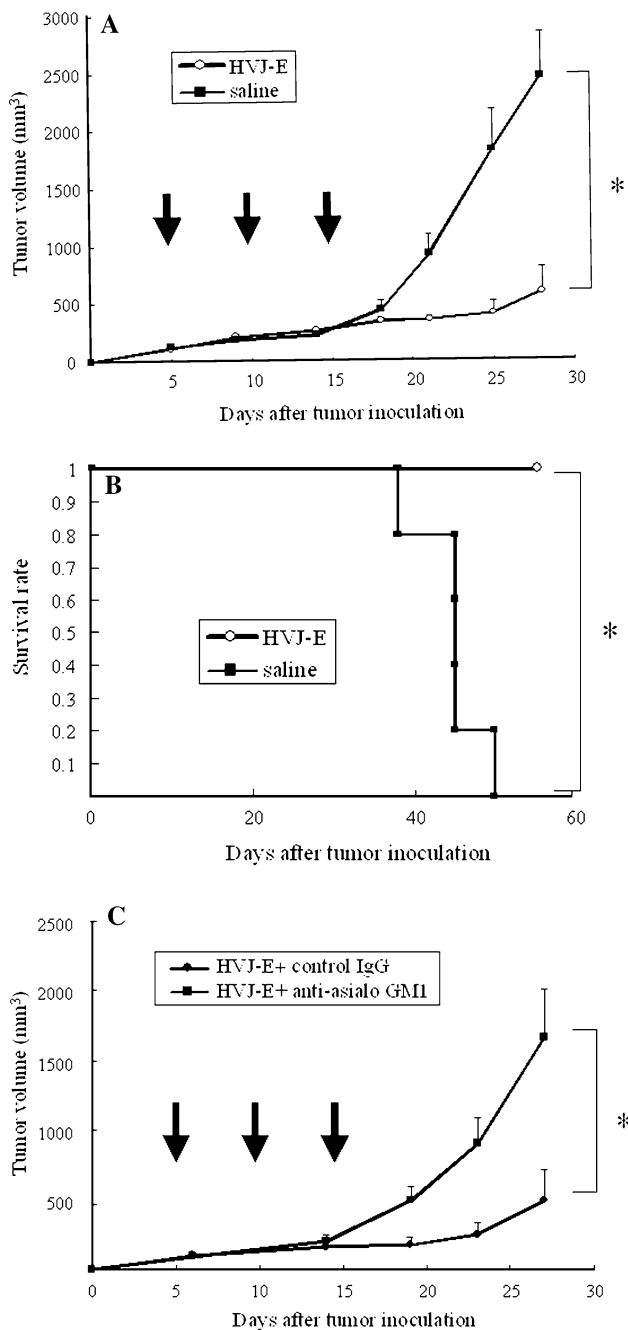 A
HVJ-E
saline
Tumor volume (mm³)
3000
2500
2000
1500
1000
500
0
*
5 10 15 20 25 30
Days after tumor inoculation
B
1
0.9
0.8
0.7
0.6
0.5
0.4
0.3
0.2
0.1
Survival rate
HVJ-E
saline
*
0 20 40 60
Days after tumor inoculation
C
2500
2000
1500
1000
500
Tumor volume (mm³)
HVJ-E+ control IgG
HVJ-E+ anti-asialo GM1
*
0 5 10 15 20 25 30
Days after tumor inoculation